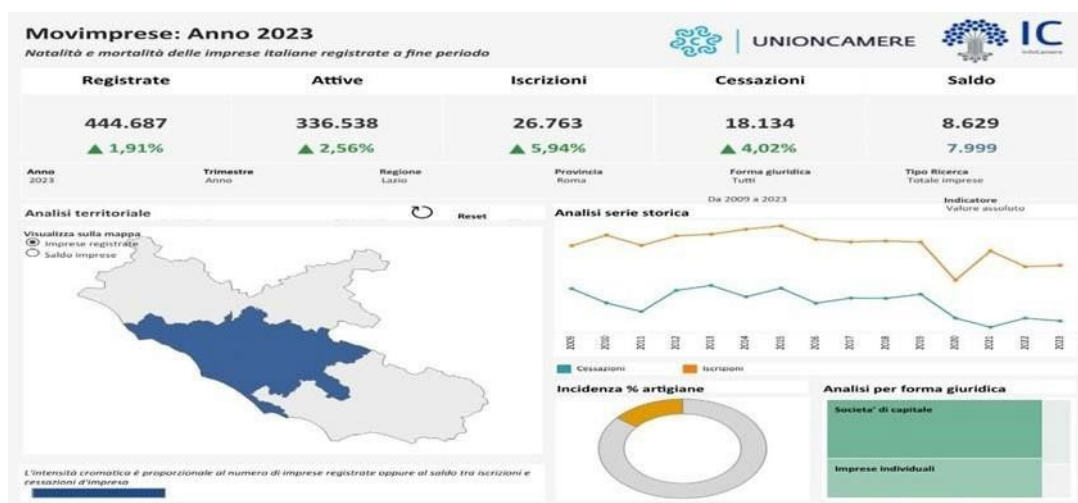 Movimprese: Anno 2023
Natalità e mortalità delle imprese italiane registrate a fine periodo
UNIONCAMERE
IC
InfoCamere
Registrate Attive Iscrizioni Cessazioni Saldo
444.687 336.538 26.763 18.134 8.629
1,91% 2,56% 5,94% 4,02% 7.999
Anno Trimestre Regione Provincia Forma giuridica Tipo Ricerca
2023 Anno Lazio Roma Tutti Totale imprese
Da 2009 a 2023 Indicatore
Valore assoluto
Analisi territoriale Reset
Visualizza sulla mappa
Imprese registrate
Saldo imprese
L'intensità cromatica è proporzionale al numero di imprese registrate oppure al saldo tra iscrizioni e
cessazioni d'impresa
Analisi serie storica
2009 2010 2011 2012 2013 2014 2015 2016 2017 2018 2019 2020 2021 2022 2023
Cessazioni Iscrizioni
Incidenza % artigiane
Analisi per forma giuridica
Societa' di capitale
Imprese individuali